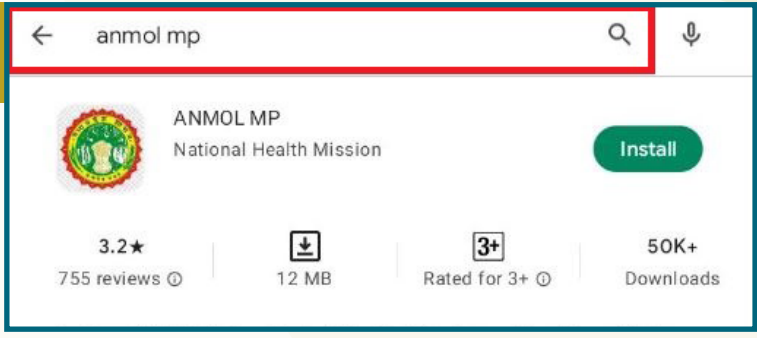 anmol mp
ANMOL MP
National Health Mission
Install
3.2★
755 reviews
12 MB
3+
Rated for 3+
50K+
Downloads